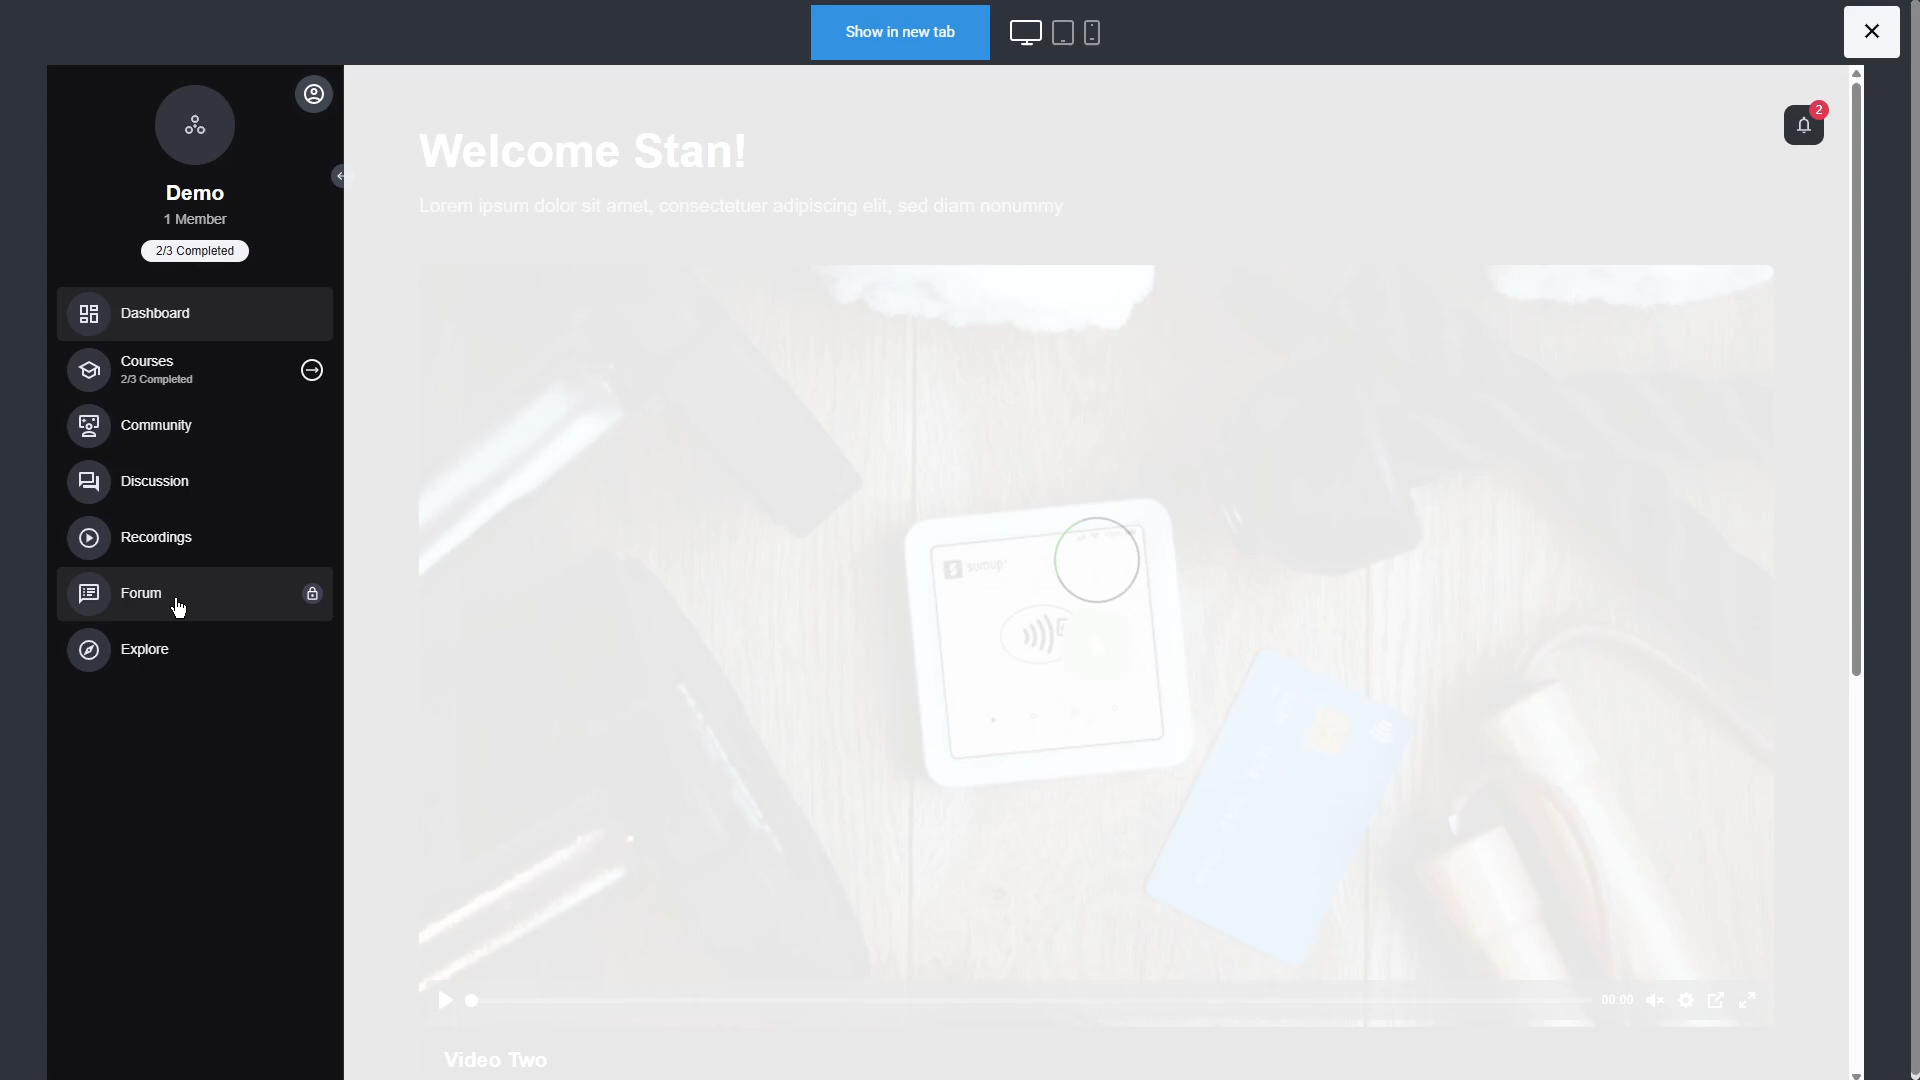 Show in new tab
Demo
1 Member
2/3 Completed
Dashboard
Courses
2/3 Completed
Community
Discussion
Recordings
Forum
Explore
2
Welcome Stan!
Lorem ipsum dolor sit amet, consectetuer adipiscing elit, sed diam nonummy
sumup
00:00
Video Two